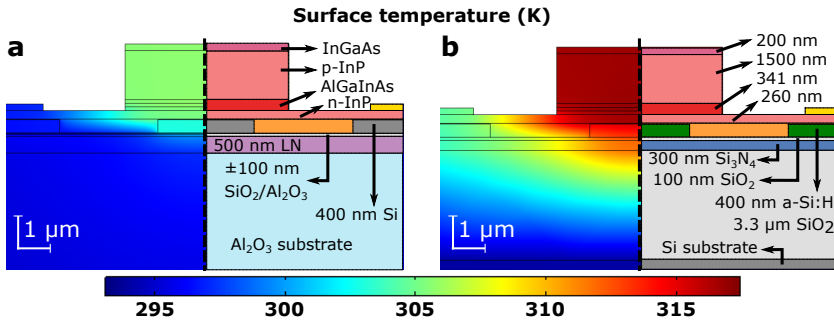 Surface temperature (K)
a
InGaAs
p-InP
AlGaInAs
n-InP
500 nm LN
±100 nm
SiO₂/Al₂O₃
400 nm Si
1 μm
Al₂O₃ substrate
b
200 nm
1500 nm
341 nm
260 nm
300 nm Si₃N₄
100 nm SiO₂
400 nm a-Si:H
3.3 μm SiO₂
1 μm
Si substrate
295 300 305 310 315